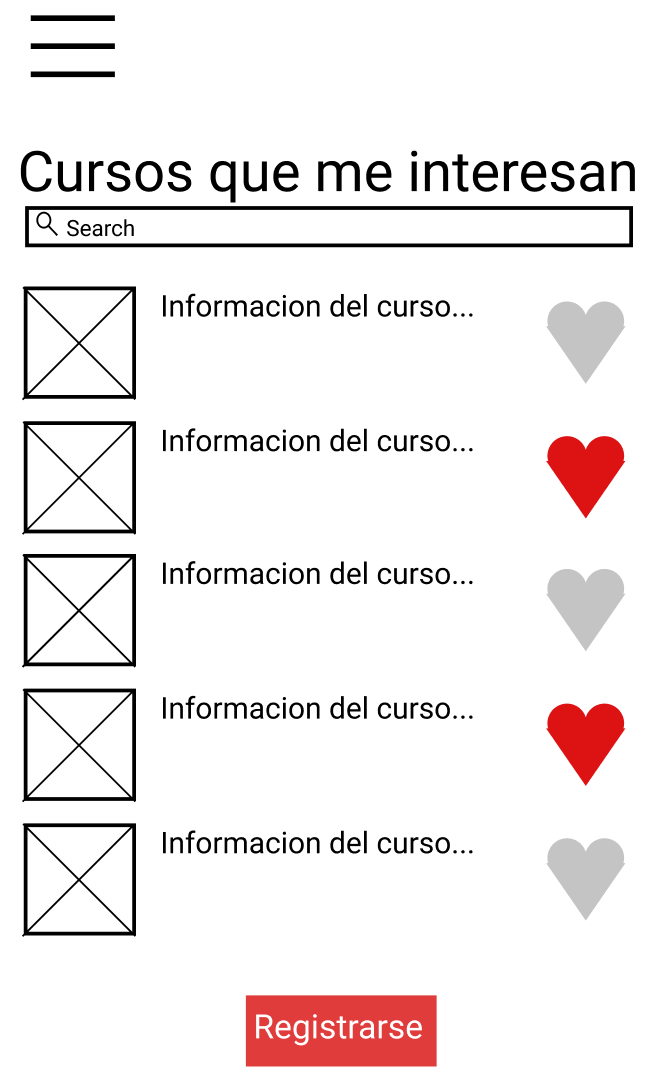 Cursos que me interesan
Search
Informacion del curso...
Informacion del curso...
Informacion del curso...
Informacion del curso...
Informacion del curso...
Registrarse